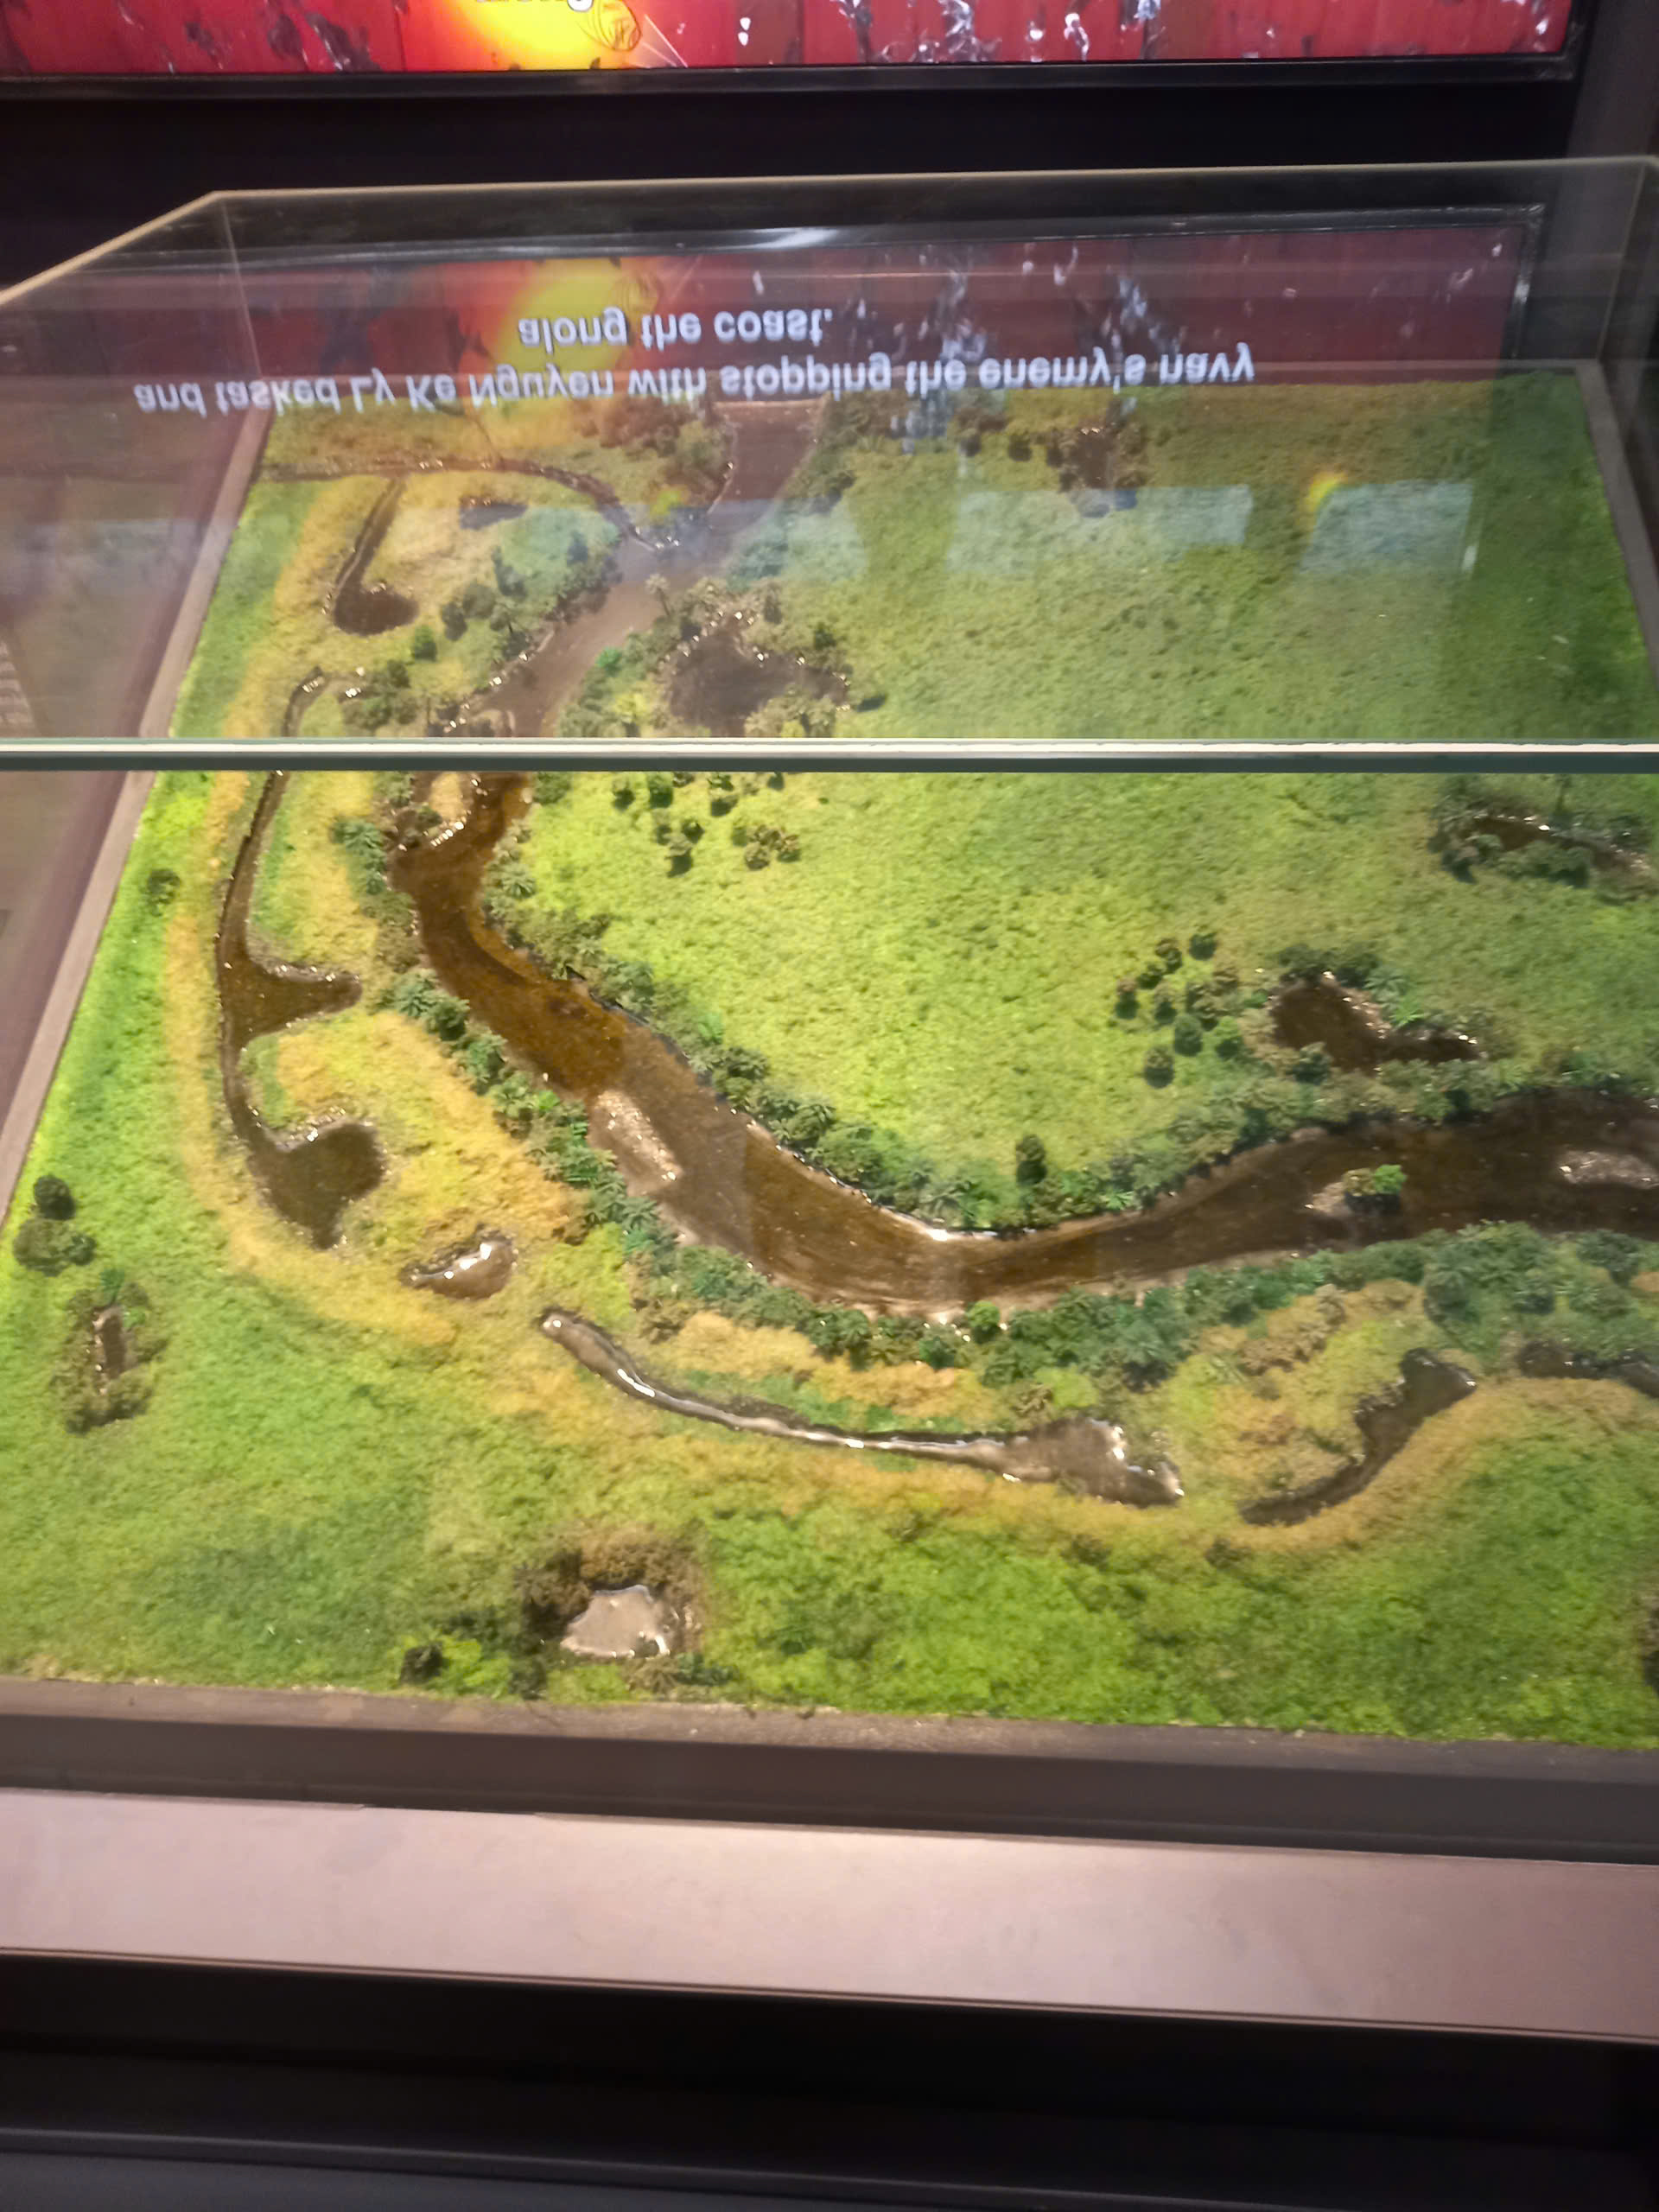 and tasked Ly Ke Nguyen with stopping the enemy's navy
along the coast.